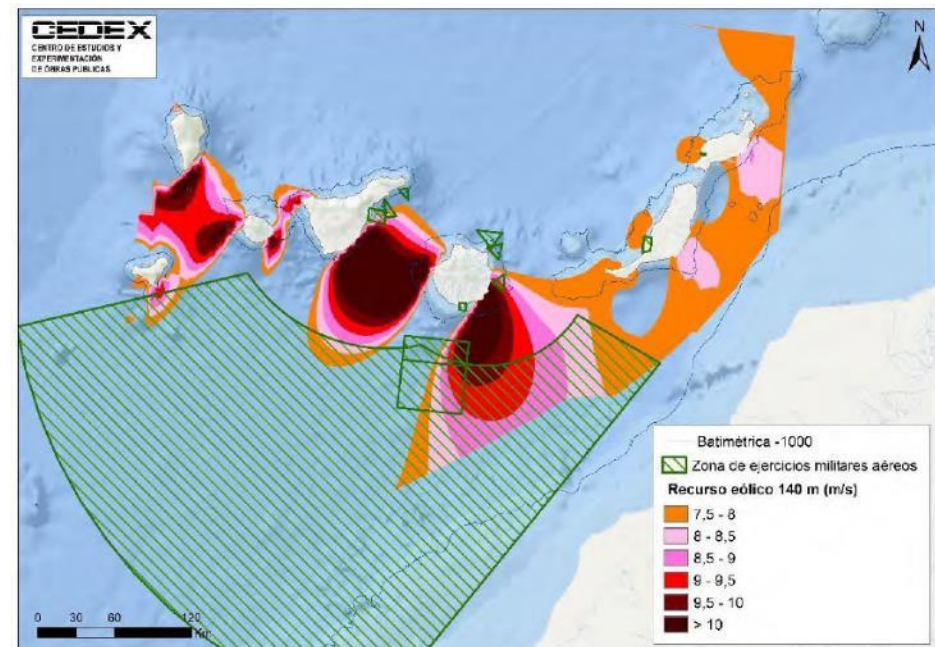 CEDEX
CENTRO DE ESTUDIOS Y
EXPERIMENTACIÓN
DE OBRAS PÚBLICAS
N
Batimétrica -1000
Zona de ejercicios militares aéreos
Recurso eólico 140 m (m/s)
7,5 - 8
8 - 8,5
8,5 - 9
9 - 9,5
9,5 - 10
> 10
0 30 60 120
Km